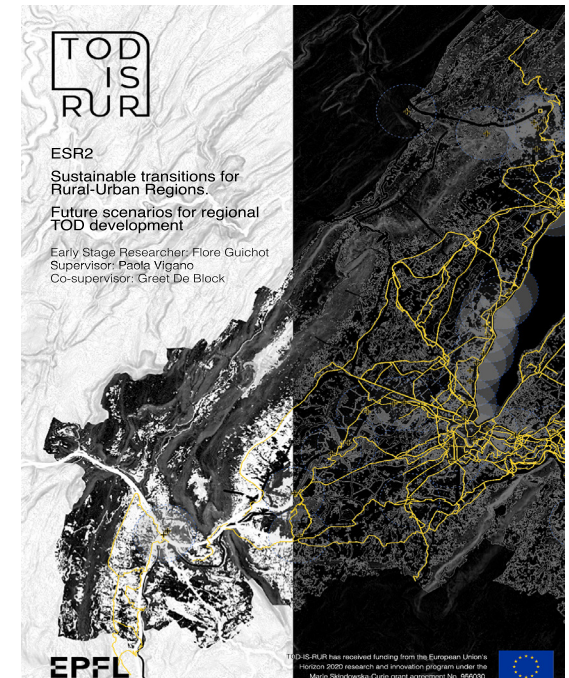 TOD
IS
RUR
ESR2
Sustainable transitions for
Rural-Urban Regions.
Future scenarios for regional
TOD development
Early Stage Researcher: Flore Guichot
Supervisor: Paola Vigano
Co-supervisor: Greet De Block
EPFL
TOD-IS-RUR has received funding from the European Union's
Horizon 2020 research and innovation program under the
Marie Skłodowska-Curie grant agreement No. 956030.